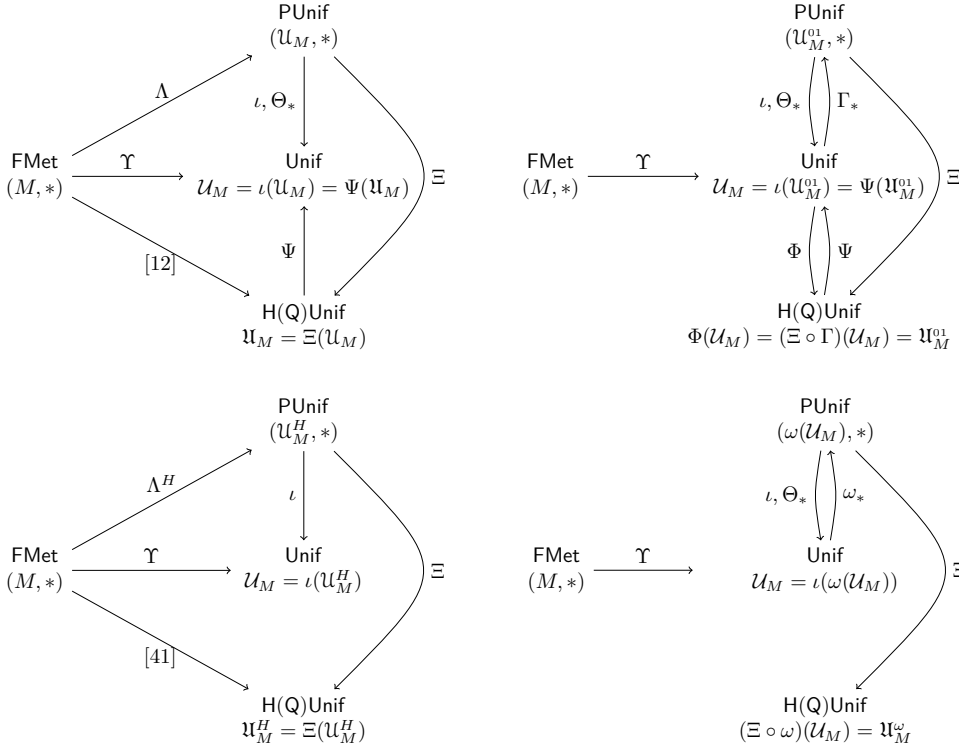 PUnif
(𝔘_M, *)
Λ
ι, Θ_*
FMet
(M, *)
Υ
Unif
𝒰_M = ι(𝔘_M) = Ψ(𝖀_M)
Ξ
[12]
Ψ
H(Q)Unif
𝖀_M = Ξ(𝔘_M)
PUnif
(𝔘_M^{01}, *)
ι, Θ_*
Γ_*
FMet
(M, *)
Υ
Unif
𝒰_M = ι(𝔘_M^{01}) = Ψ(𝖀_M^{01})
Ξ
Φ
Ψ
H(Q)Unif
Φ(𝒰_M) = (Ξ ∘ Γ)(𝒰_M) = 𝖀_M^{01}
PUnif
(𝔘_M^H, *)
Λ^H
ι
FMet
(M, *)
Υ
Unif
𝒰_M = ι(𝔘_M^H)
Ξ
[41]
H(Q)Unif
𝖀_M^H = Ξ(𝔘_M^H)
PUnif
(ω(𝒰_M), *)
ι, Θ_*
ω_*
FMet
(M, *)
Υ
Unif
𝒰_M = ι(ω(𝒰_M))
Ξ
H(Q)Unif
(Ξ ∘ ω)(𝒰_M) = 𝖀_M^ω